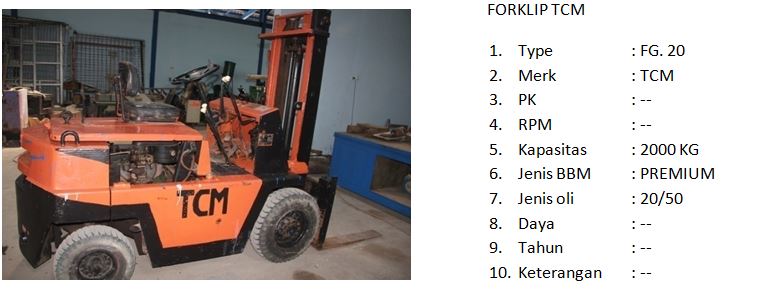 FORKLIP TCM
1. Type : FG. 20
2. Merk : TCM
3. PK : --
4. RPM : --
5. Kapasitas : 2000 KG
6. Jenis BBM : PREMIUM
7. Jenis oli : 20/50
8. Daya : --
9. Tahun : --
10. Keterangan : --
TCM